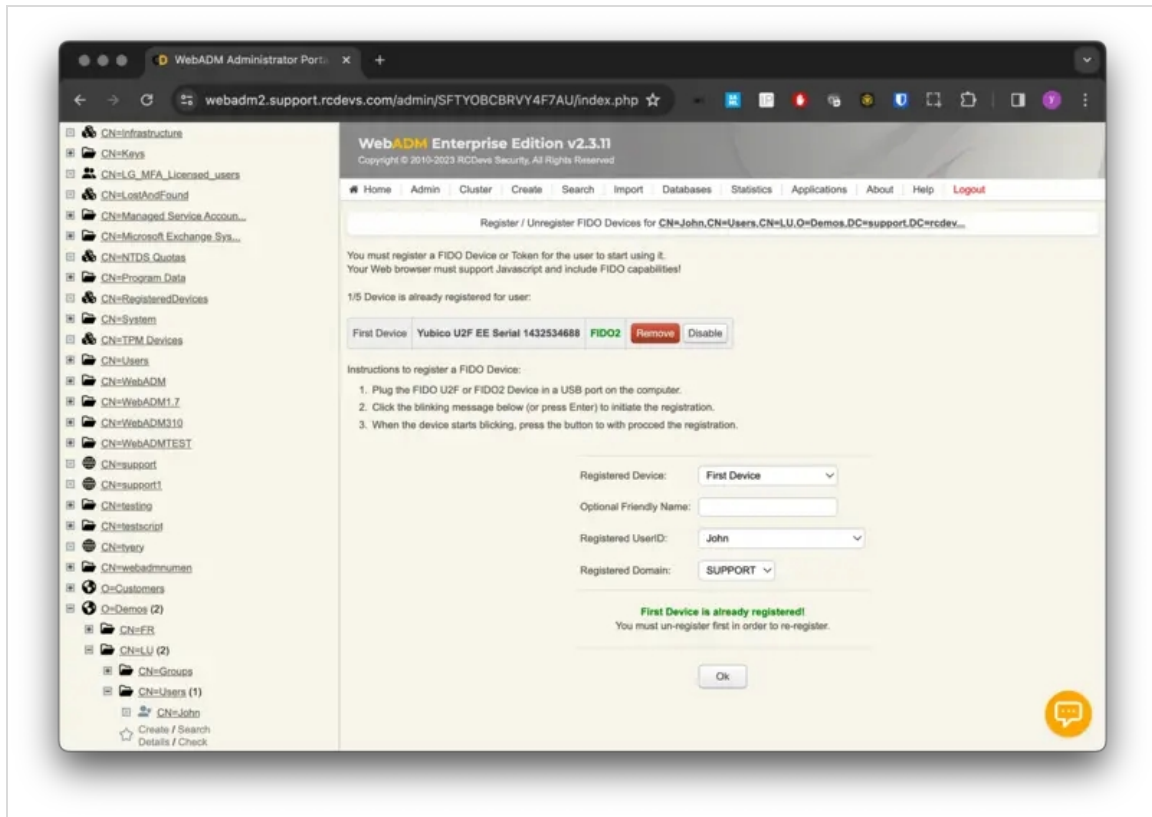 WebADM Administrator Porta
webadm2.support.rcdevs.com/admin/SFTYOBCBRVY4F7AU/index.php
CN=Infrastructure
CN=Keys
CN=LG_MFA_Licensed_users
CN=LostAndFound
CN=Managed Service Accoun...
CN=Microsoft Exchange Sys...
CN=NTDS Quotas
CN=Program Data
CN=RegisteredDevices
CN=System
CN=TPM Devices
CN=Users
CN=WebADM
CN=WebADM1.7
CN=WebADM310
CN=WebADMTEST
CN=support
CN=support1
CN=testing
CN=testscript
CN=tyery
CN=webadmnumen
O=Customers
O=Demos (2)
CN=FR
CN=LU (2)
CN=Groups
CN=Users (1)
CN=John
Create / Search
Details / Check
WebADM Enterprise Edition v2.3.11
Copyright © 2010-2023 RCDevs Security, All Rights Reserved
Home Admin Cluster Create Search Import Databases Statistics Applications About Help Logout
Register / Unregister FIDO Devices for CN=John,CN=Users,CN=LU,O=Demos,DC=support,DC=rcdev...
You must register a FIDO Device or Token for the user to start using it.
Your Web browser must support Javascript and include FIDO capabilities!
1/5 Device is already registered for user:
First Device Yubico U2F EE Serial 1432534688 FIDO2 Remove Disable
Instructions to register a FIDO Device:
1. Plug the FIDO U2F or FIDO2 Device in a USB port on the computer.
2. Click the blinking message below (or press Enter) to initiate the registration.
3. When the device starts blicking, press the button to with procced the registration.
Registered Device: First Device
Optional Friendly Name:
Registered UserID: John
Registered Domain: SUPPORT
First Device is already registered!
You must un-register first in order to re-register.
Ok